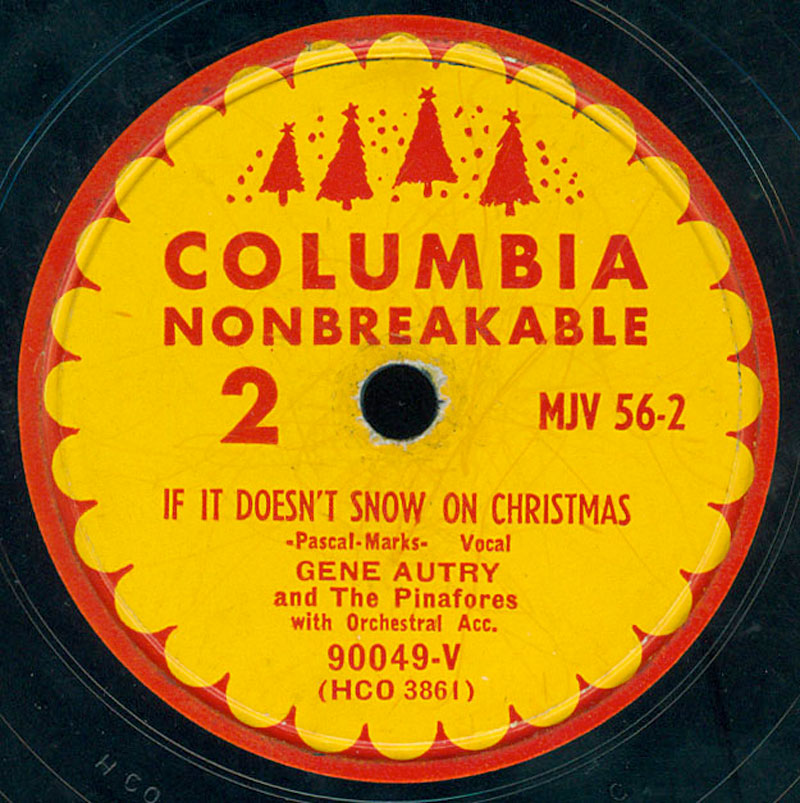 COLUMBIA
NONBREAKABLE
2 MJV 56-2
IF IT DOESN'T SNOW ON CHRISTMAS
-Pascal-Marks- Vocal
GENE AUTRY
and The Pinafores
with Orchestral Acc.
90049-V
(HCO 3861)
HCO